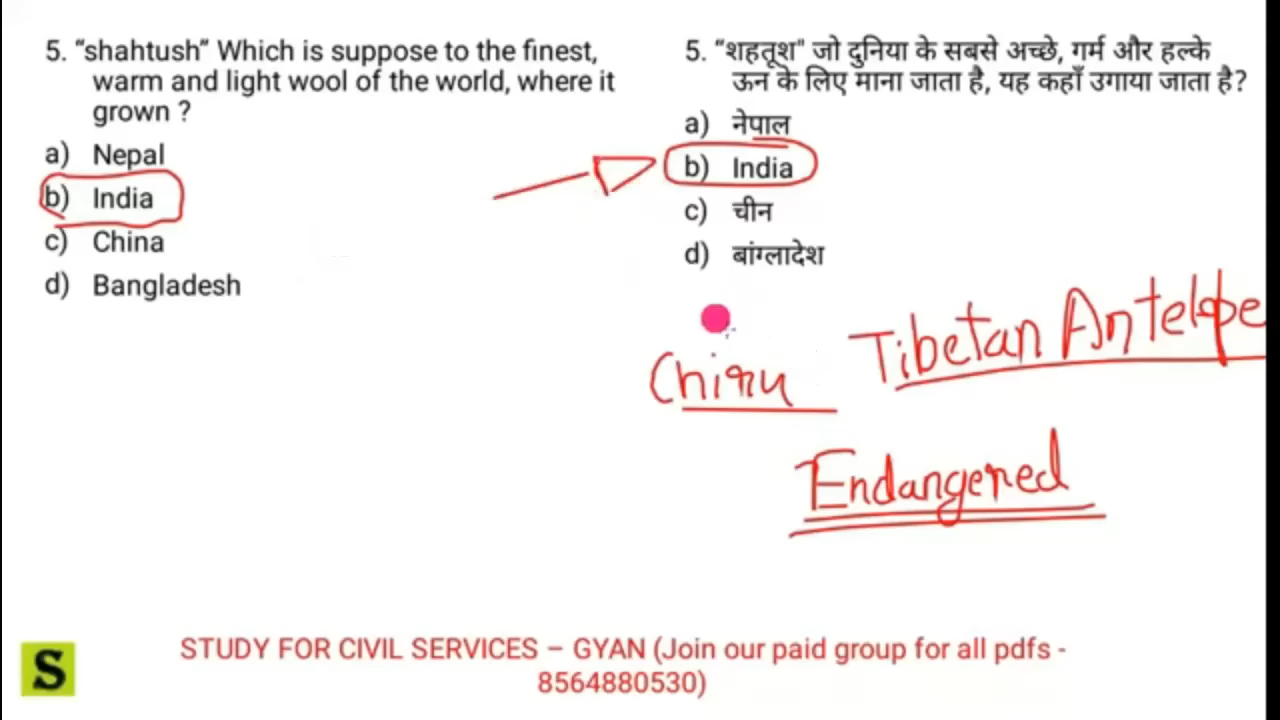 5. “shahtush” Which is suppose to the finest,
warm and light wool of the world, where it
grown ?
a) Nepal
b) India
c) China
d) Bangladesh
5. “शहतूश" जो दुनिया के सबसे अच्छे, गर्म और हल्के
ऊन के लिए माना जाता है, यह कहाँ उगाया जाता है?
a) नेपाल
b) India
c) चीन
d) बांग्लादेश
Chiru Tibetan Antelope
Endangered
S
STUDY FOR CIVIL SERVICES – GYAN (Join our paid group for all pdfs -
8564880530)